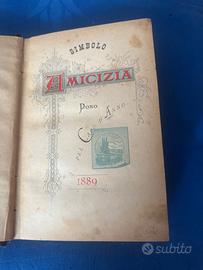 SIMBOLO
AMICIZIA
DONO
PEL CAPO D'ANNO
1889
subito